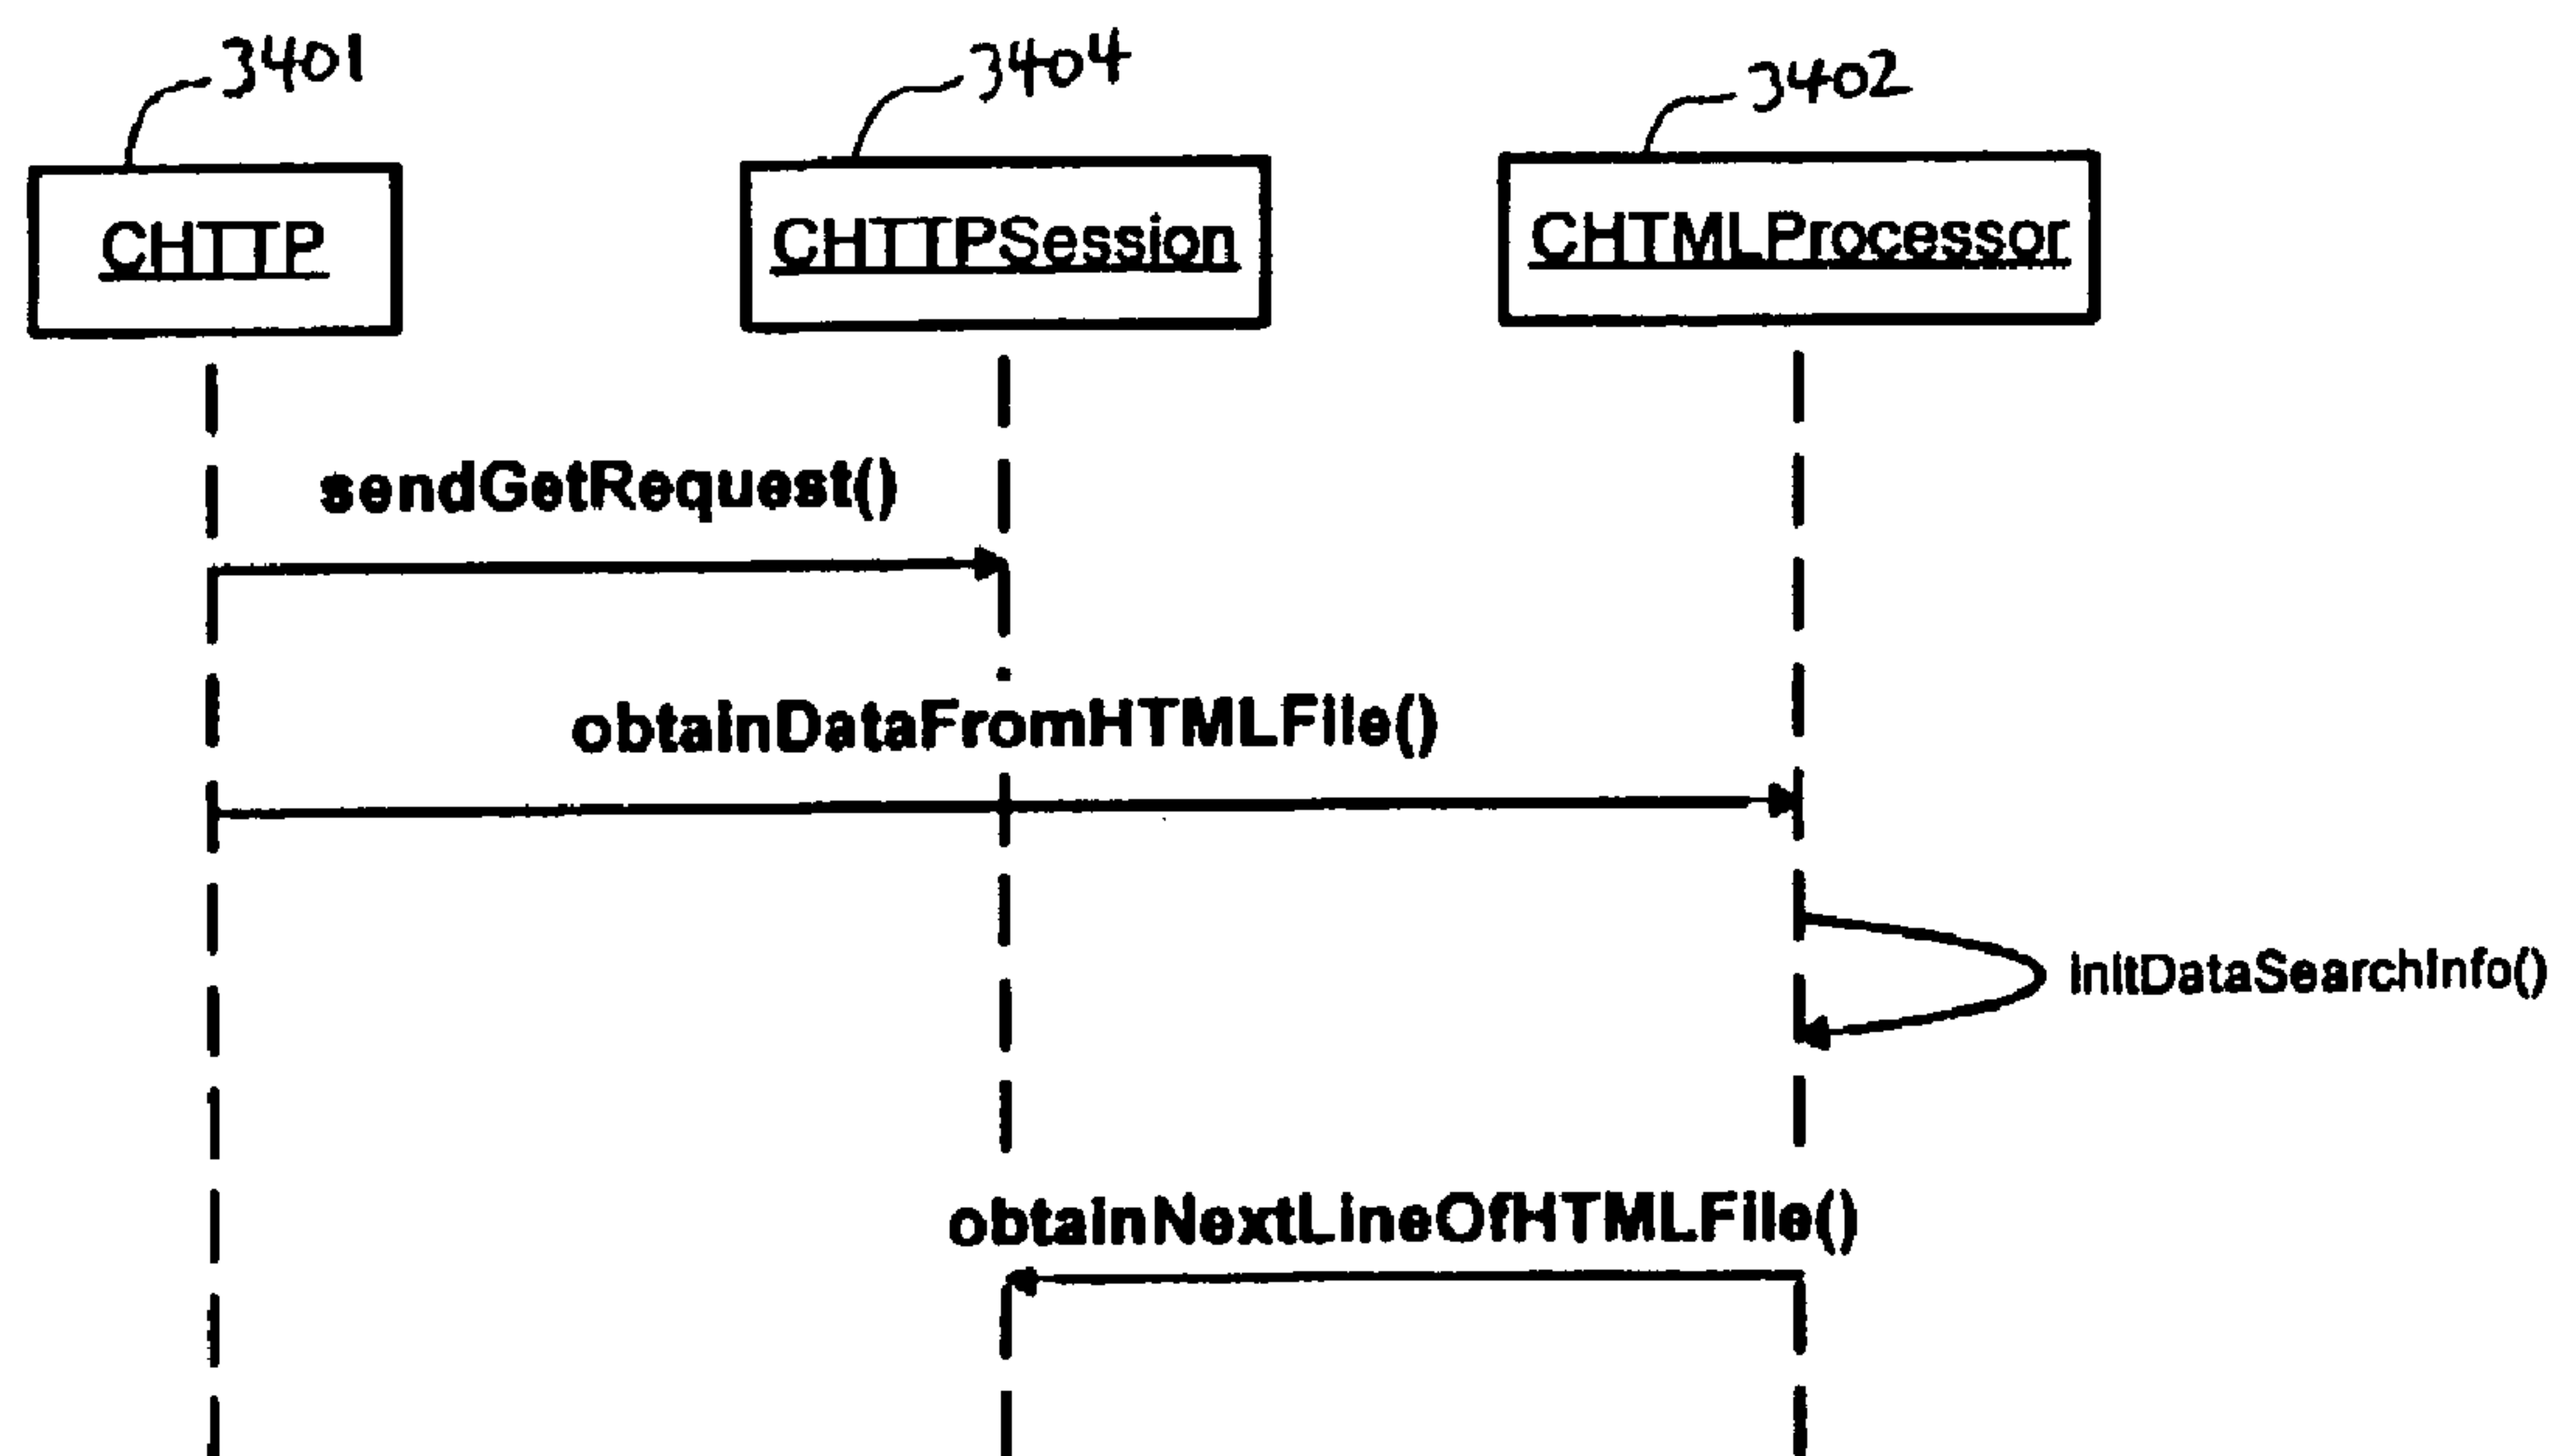 3401
3404
3402
CHTTP
CHTTPSession
CHTMLProcessor
sendGetRequest()
obtainDataFromHTMLFile()
initDataSearchInfo()
obtainNextLineOfHTMLFile()